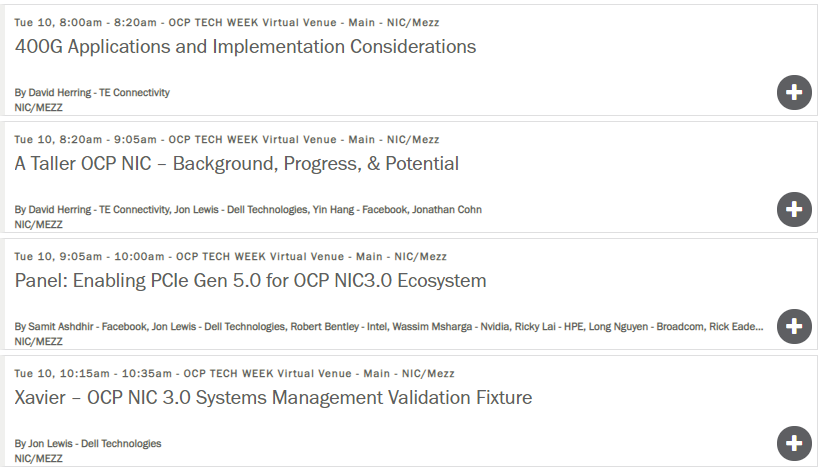 Tue 10, 8:00am - 8:20am - OCP TECH WEEK Virtual Venue - Main - NIC/Mezz
400G Applications and Implementation Considerations
By David Herring - TE Connectivity
NIC/MEZZ
Tue 10, 8:20am - 9:05am - OCP TECH WEEK Virtual Venue - Main - NIC/Mezz
A Taller OCP NIC – Background, Progress, & Potential
By David Herring - TE Connectivity, Jon Lewis - Dell Technologies, Yin Hang - Facebook, Jonathan Cohn
NIC/MEZZ
Tue 10, 9:05am - 10:00am - OCP TECH WEEK Virtual Venue - Main - NIC/Mezz
Panel: Enabling PCIe Gen 5.0 for OCP NIC3.0 Ecosystem
By Samit Ashdhir - Facebook, Jon Lewis - Dell Technologies, Robert Bentley - Intel, Wassim Msharga - Nvidia, Ricky Lai - HPE, Long Nguyen - Broadcom, Rick Eade...
NIC/MEZZ
Tue 10, 10:15am - 10:35am - OCP TECH WEEK Virtual Venue - Main - NIC/Mezz
Xavier – OCP NIC 3.0 Systems Management Validation Fixture
By Jon Lewis - Dell Technologies
NIC/MEZZ